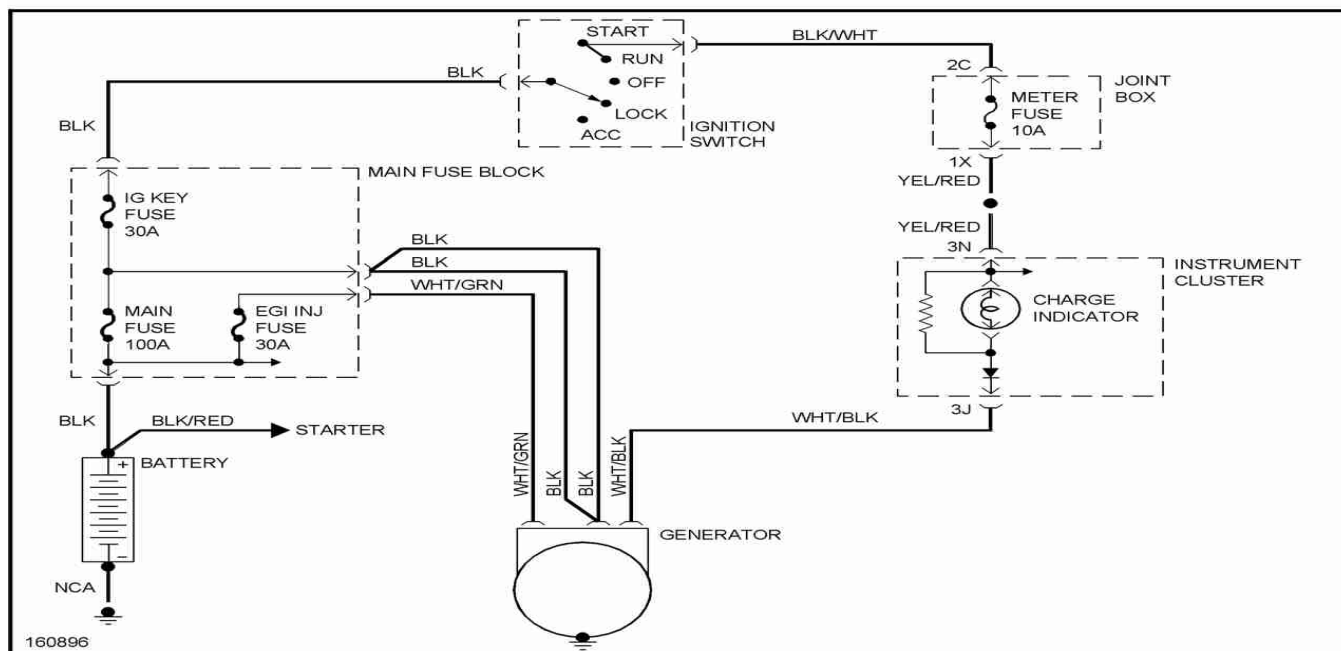 START
RUN
OFF
LOCK
ACC
IGNITION
SWITCH
BLK
BLK
BLK/WHT
2C
METER
FUSE
10A
JOINT
BOX
1X
YEL/RED
YEL/RED
3N
INSTRUMENT
CLUSTER
CHARGE
INDICATOR
3J
WHT/BLK
MAIN FUSE BLOCK
IG KEY
FUSE
30A
MAIN
FUSE
100A
EGI INJ
FUSE
30A
BLK
BLK
WHT/GRN
BLK
BLK/RED
STARTER
+
BATTERY
-
NCA
WHT/GRN
BLK
BLK
WHT/BLK
GENERATOR
160896